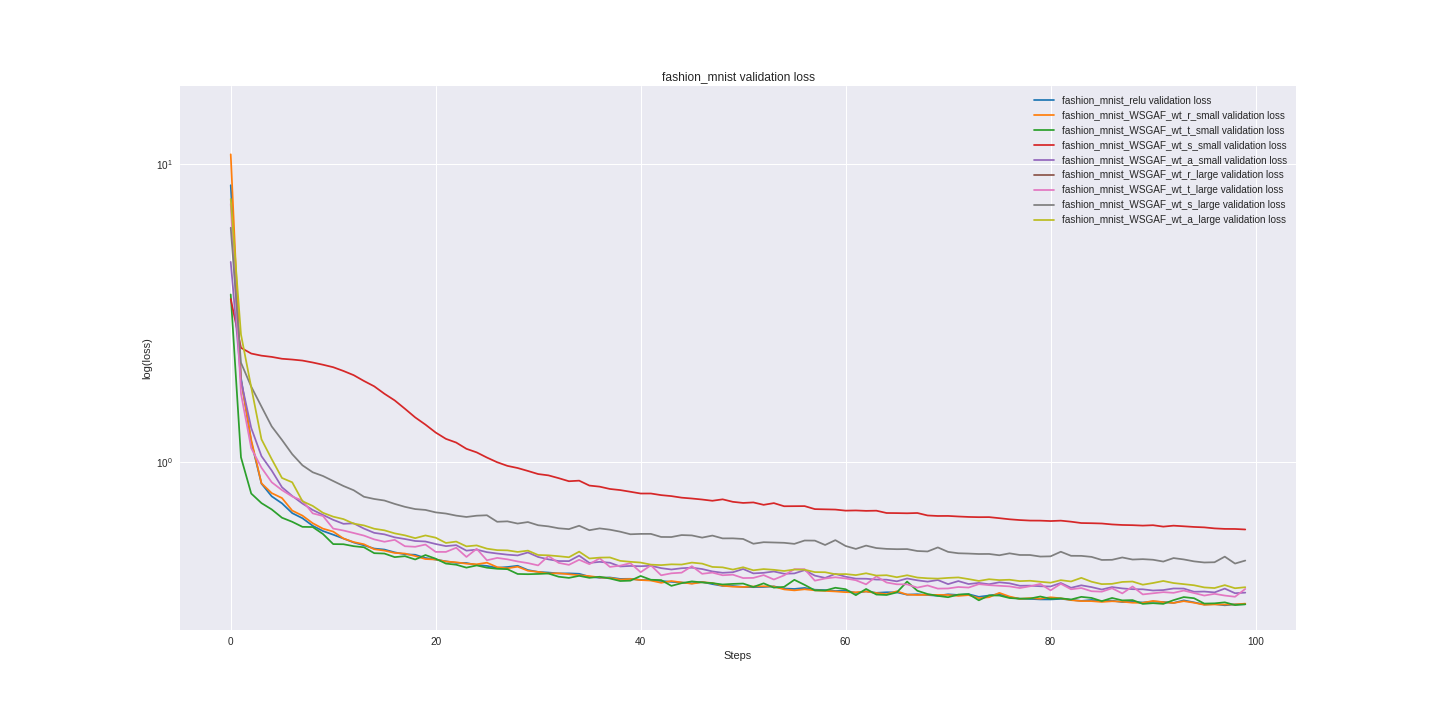 fashion_mnist validation loss
fashion_mnist_relu validation loss
fashion_mnist_WSGAF_wt_r_small validation loss
fashion_mnist_WSGAF_wt_t_small validation loss
fashion_mnist_WSGAF_wt_s_small validation loss
fashion_mnist_WSGAF_wt_a_small validation loss
fashion_mnist_WSGAF_wt_r_large validation loss
fashion_mnist_WSGAF_wt_t_large validation loss
fashion_mnist_WSGAF_wt_s_large validation loss
fashion_mnist_WSGAF_wt_a_large validation loss
10¹
log(loss)
10⁰
0 20 40 60 80 100
Steps